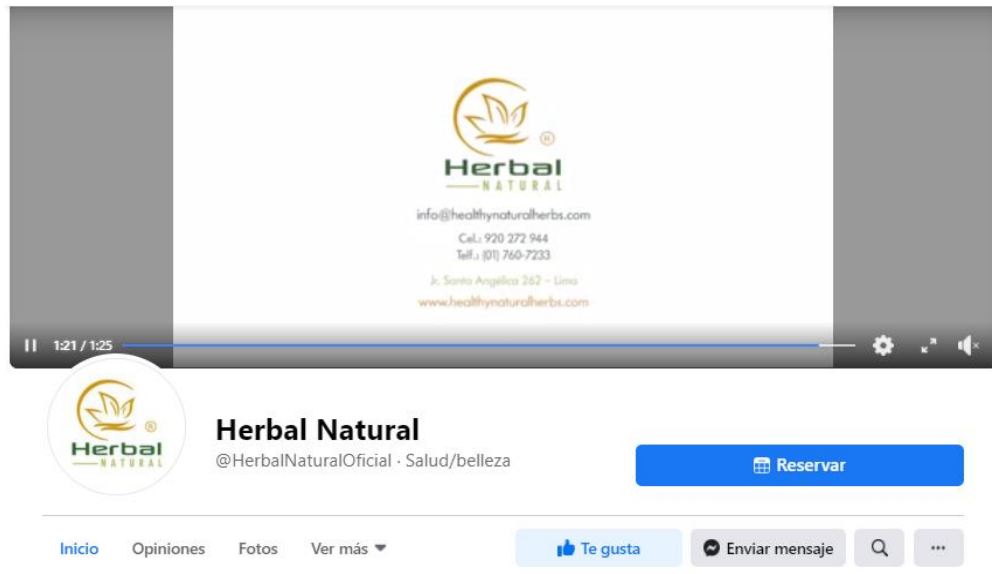 Herbal
NATURAL
info@healthynaturalherbs.com
Cel.: 920 272 944
Telf.: (01) 760-7233
Jr. Santa Angélica 262 – Lima
www.healthynaturalherbs.com
1:21 / 1:25
Herbal
NATURAL
Herbal Natural
@HerbalNaturalOficial · Salud/belleza
Reservar
Inicio Opiniones Fotos Ver más Te gusta Enviar mensaje